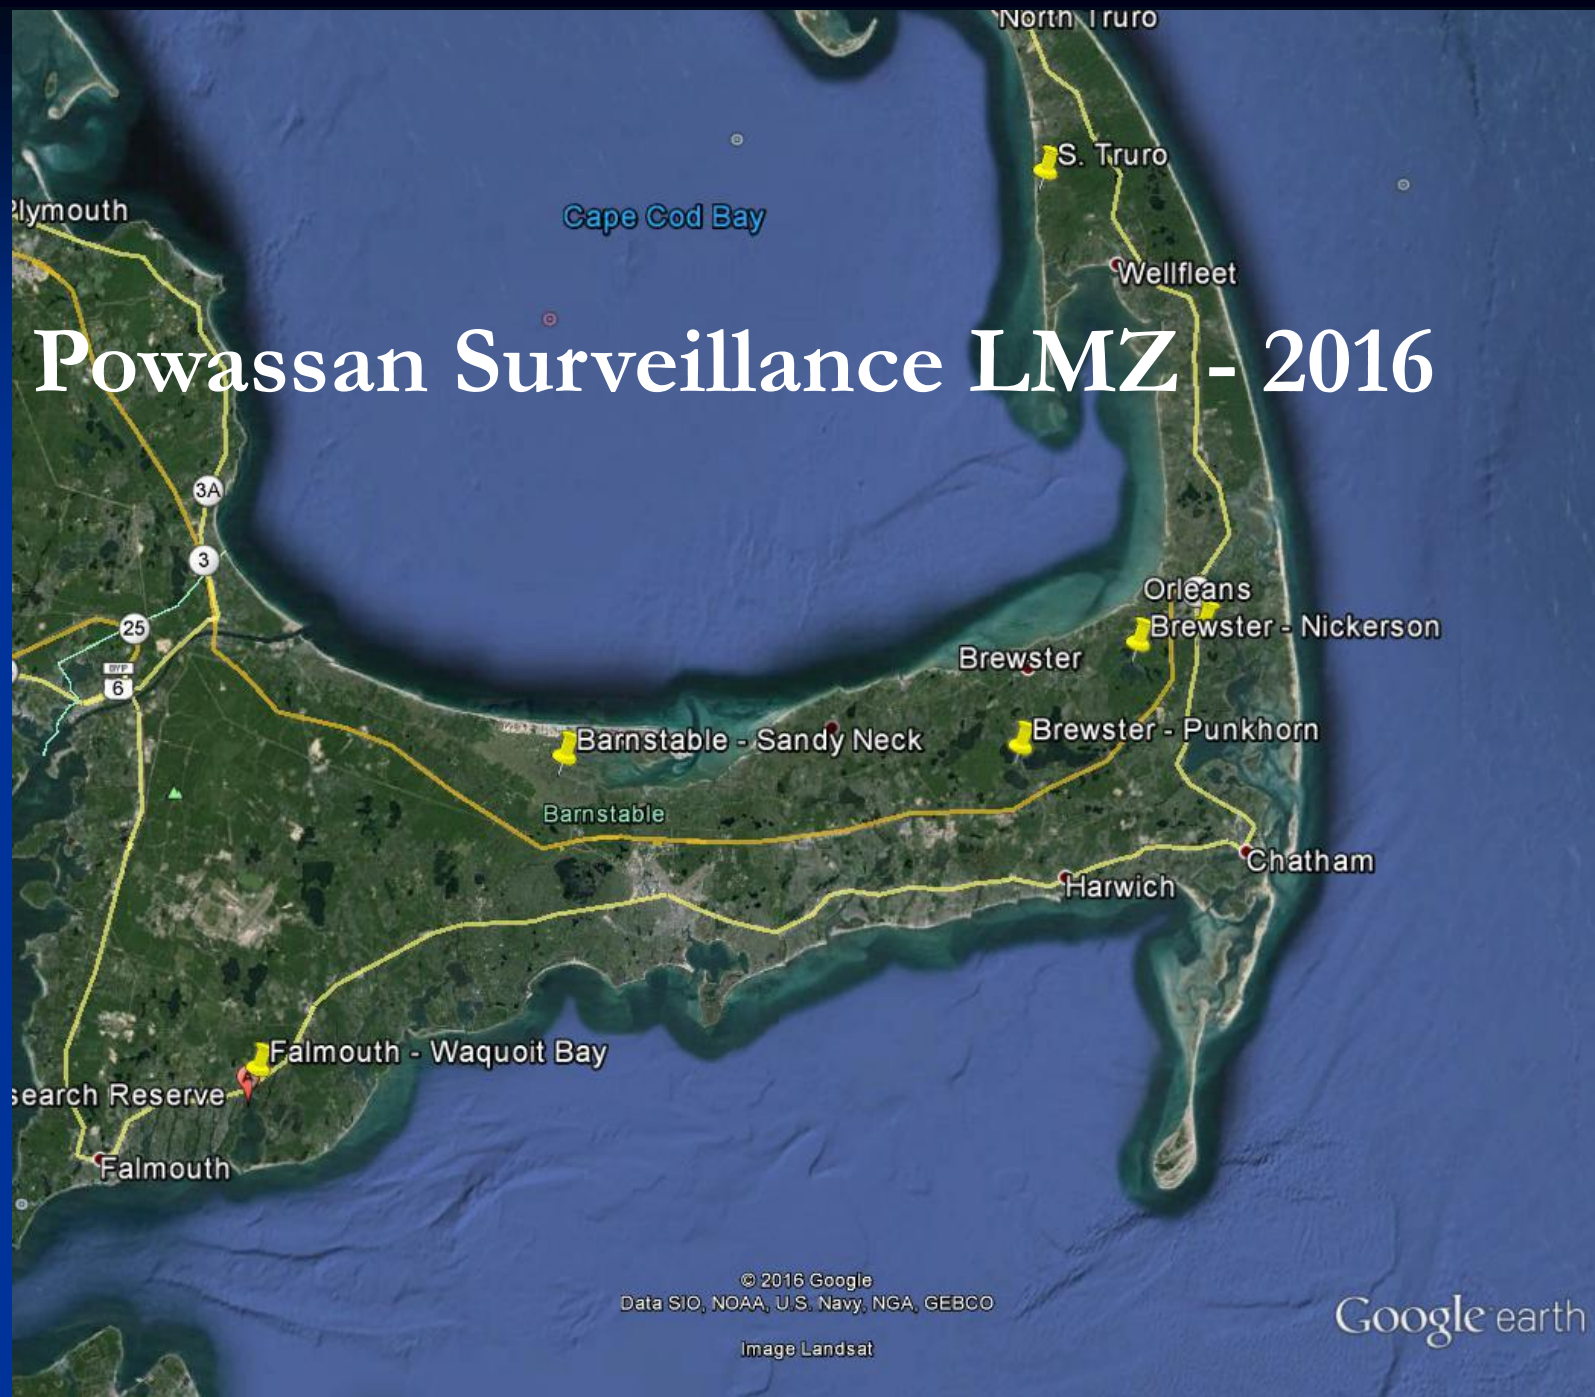 North Truro
S. Truro
Plymouth
Cape Cod Bay
Wellfleet
Powassan Surveillance LMZ - 2016
3A
3
Orleans
25
Brewster - Nickerson
Brewster
BYP
6
Brewster - Punkhorn
Barnstable - Sandy Neck
Barnstable
Chatham
Harwich
Falmouth - Waquoit Bay
search Reserve
Falmouth
© 2016 Google
Data SIO, NOAA, U.S. Navy, NGA, GEBCO
Google earth
Image Landsat